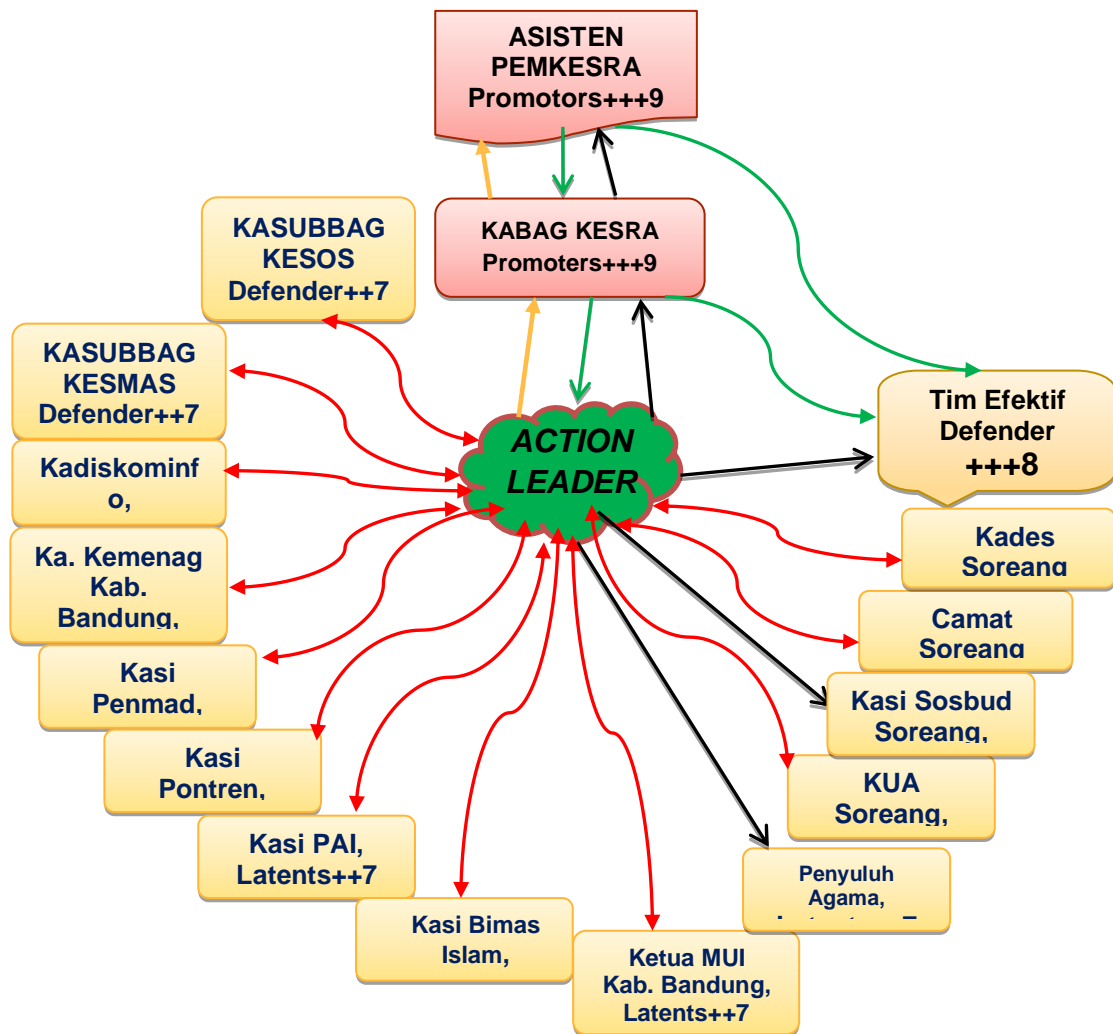 ASISTEN
PEMKESRA
Promotors+++9
KABAG KESRA
Promoters+++9
KASUBBAG
KESOS
Defender++7
KASUBBAG
KESMAS
Defender++7
Kadiskominf
o,
Ka. Kemenag
Kab.
Bandung,
Kasi
Penmad,
Kasi
Pontren,
Kasi PAI,
Latents++7
Kasi Bimas
Islam,
Ketua MUI
Kab. Bandung,
Latents++7
Penyuluh
Agama,
KUA
Soreang,
Kasi Sosbud
Soreang,
Camat
Soreang
Kades
Soreang
Tim Efektif
Defender
+++8
ACTION
LEADER